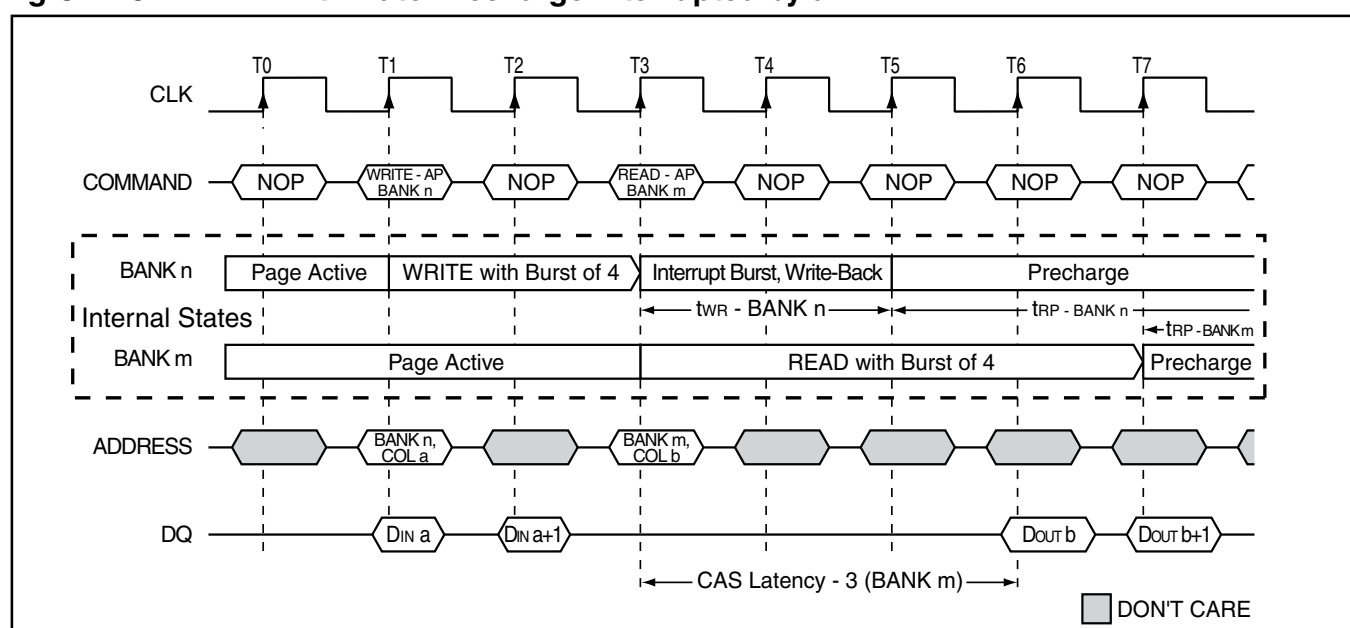 T0 T1 T2 T3 T4 T5 T6 T7
CLK
COMMAND NOP WRITE - AP BANK n NOP READ - AP BANK m NOP NOP NOP NOP
BANK n Page Active WRITE with Burst of 4 Interrupt Burst, Write-Back Precharge
tWR - BANK n tRP - BANK n
Internal States
tRP - BANK m
BANK m Page Active READ with Burst of 4 Precharge
ADDRESS BANK n, COL a BANK m, COL b
DQ DIN a DIN a+1 DOUT b DOUT b+1
CAS Latency - 3 (BANK m)
DON'T CARE